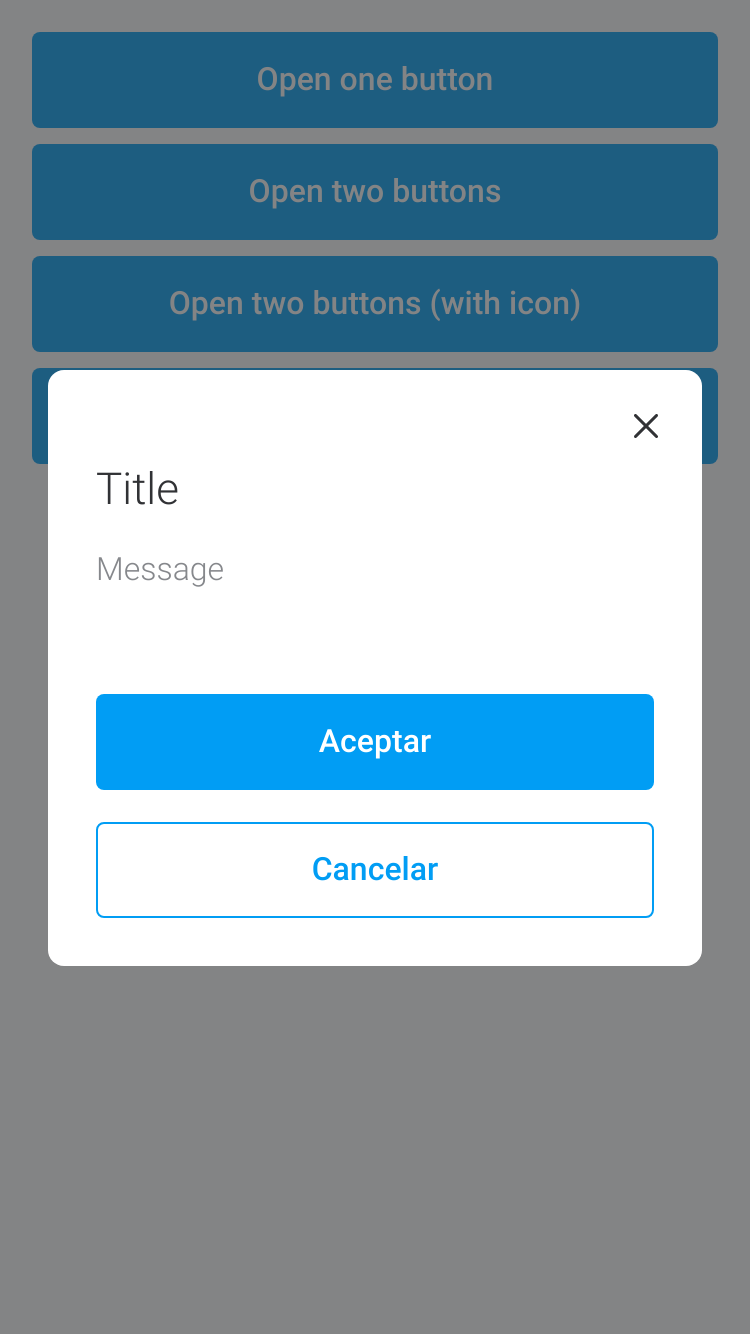 Open one button
Open two buttons
Open two buttons (with icon)
Title
Message
Aceptar
Cancelar